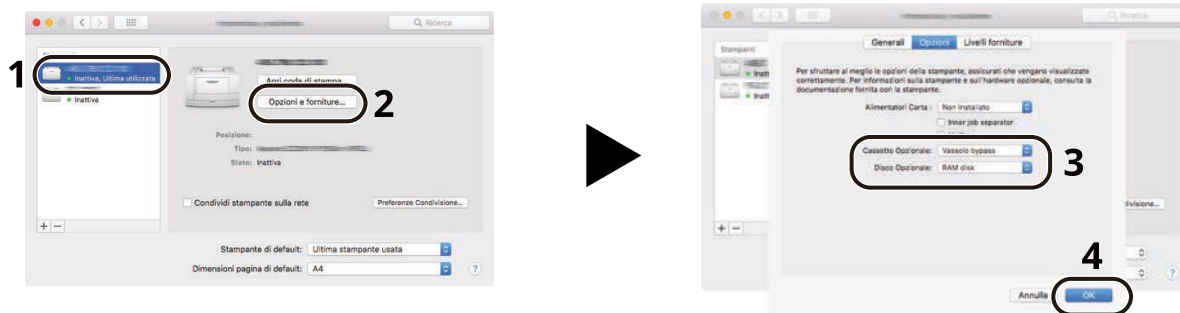 Ricerca
1
Inattiva, Ultima utilizzata
Inattiva
Apri coda di stampa...
Opzioni e forniture...
2
Posizione:
Tipo:
Stato: Inattiva
Condividi stampante sulla rete
Preferenze Condivisione...
+ −
Stampante di default: Ultima stampante usata
Dimensioni pagina di default: A4
?
Ricerca
Stampanti
Generali Opzioni Livelli forniture
Inatt
Inatt
Per sfruttare al meglio le opzioni della stampante, assicurati che vengano visualizzate
correttamente. Per informazioni sulla stampante e sull'hardware opzionale, consulta la
documentazione fornita con la stampante.
Alimentatori Carta: Non Installato
Inner job separator
Cassetto Opzionale: Vassoio bypass
Disco Opzionale: RAM disk
3
divisione...
+ −
4
?
Annulla OK